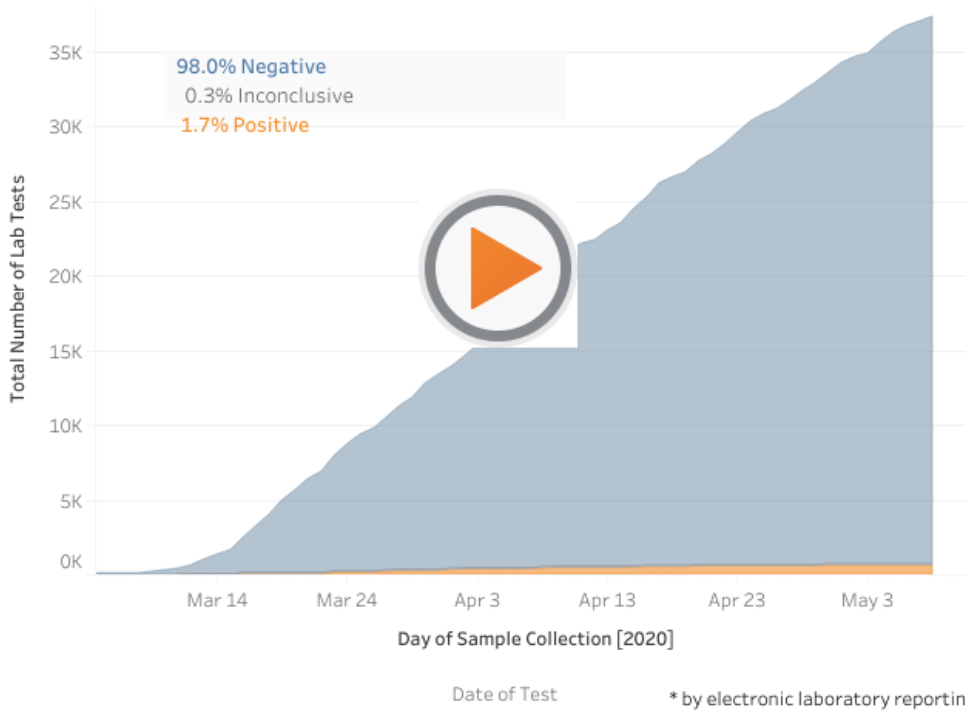 35K
98.0% Negative
0.3% Inconclusive
1.7% Positive
30K
25K
20K
15K
10K
5K
0K
Total Number of Lab Tests
Mar 14 Mar 24 Apr 3 Apr 13 Apr 23 May 3
Day of Sample Collection [2020]
Date of Test
* by electronic laboratory reportin